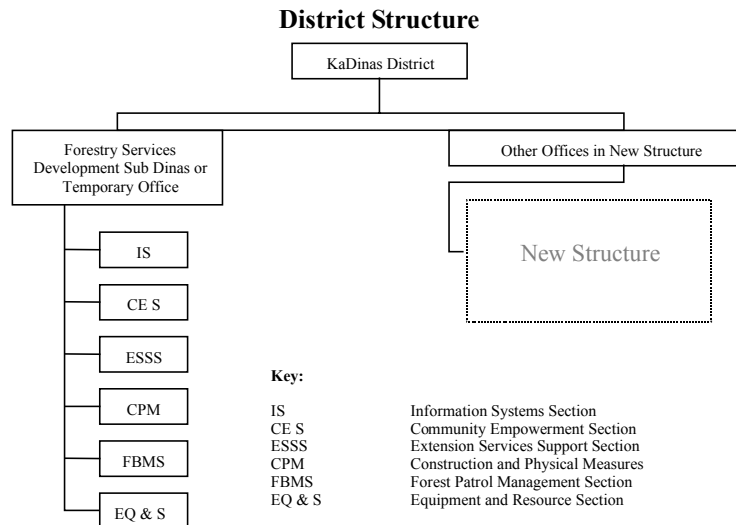 District Structure
KaDinas District
Forestry Services
Development Sub Dinas or
Temporary Office
Other Offices in New Structure
New Structure
IS
CE S
ESSS
CPM
FBMS
EQ & S
Key:
IS Information Systems Section
CE S Community Empowerment Section
ESSS Extension Services Support Section
CPM Construction and Physical Measures
FBMS Forest Patrol Management Section
EQ & S Equipment and Resource Section